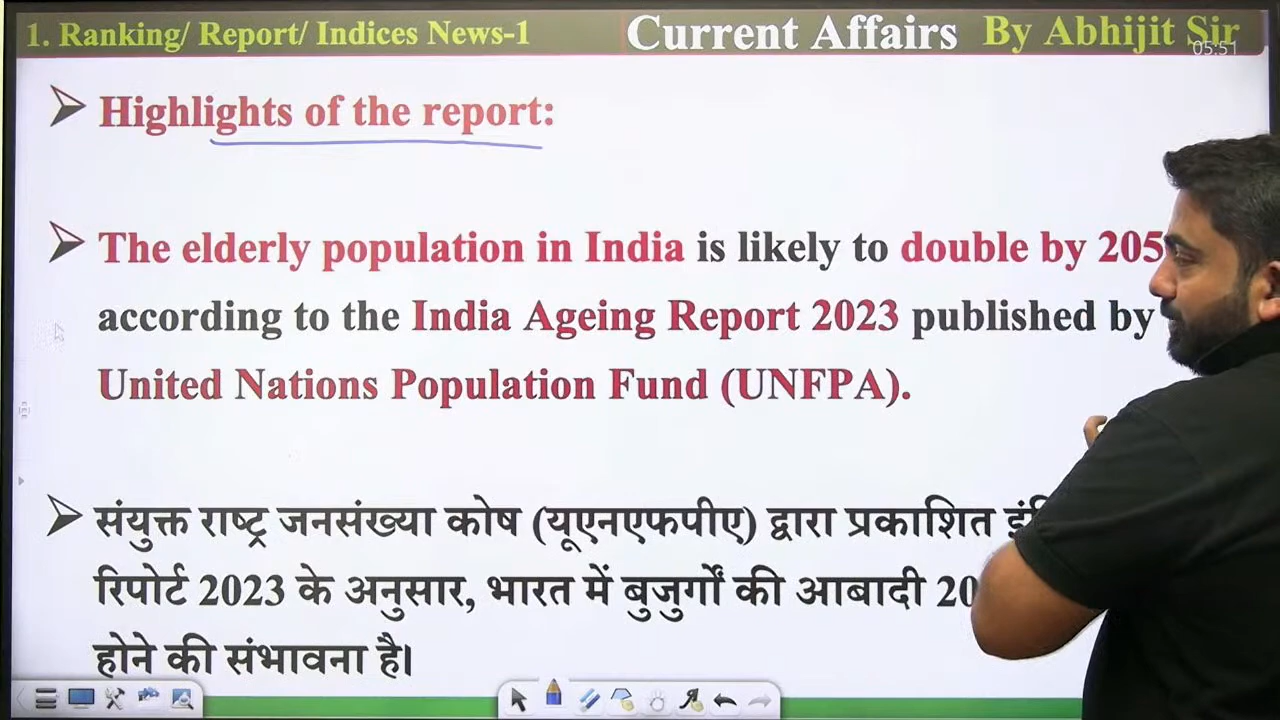 1. Ranking/ Report/ Indices News-1
Current Affairs By Abhijit Sir
05:51
Highlights of the report:
The elderly population in India is likely to double by
according to the India Ageing Report 2023 published by
United Nations Population Fund (UNFPA).
संयुक्त राष्ट्र जनसंख्या कोष (यूएनएफपीए) द्वारा प्रकाशित
रिपोर्ट 2023 के अनुसार, भारत में बुजुर्गों की आबादी
होने की संभावना है।